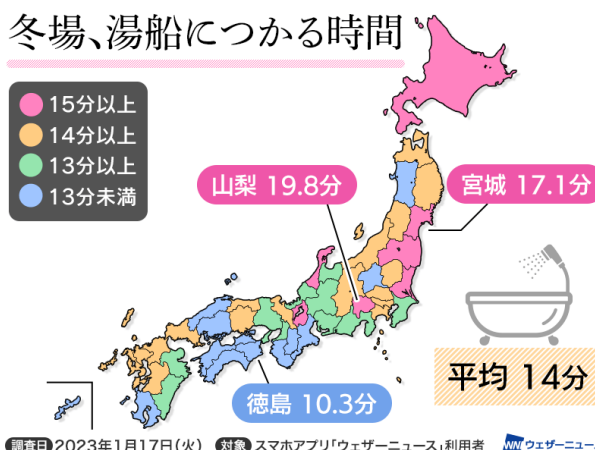 冬場、湯船につかる時間
15分以上
14分以上
13分以上
13分未満
山梨 19.8分
宮城 17.1分
平均 14分
徳島 10.3分
調査日 2023年1月17日(火) 対象 スマホアプリ「ウェザーニュース」利用者
WN ウェザーニュー